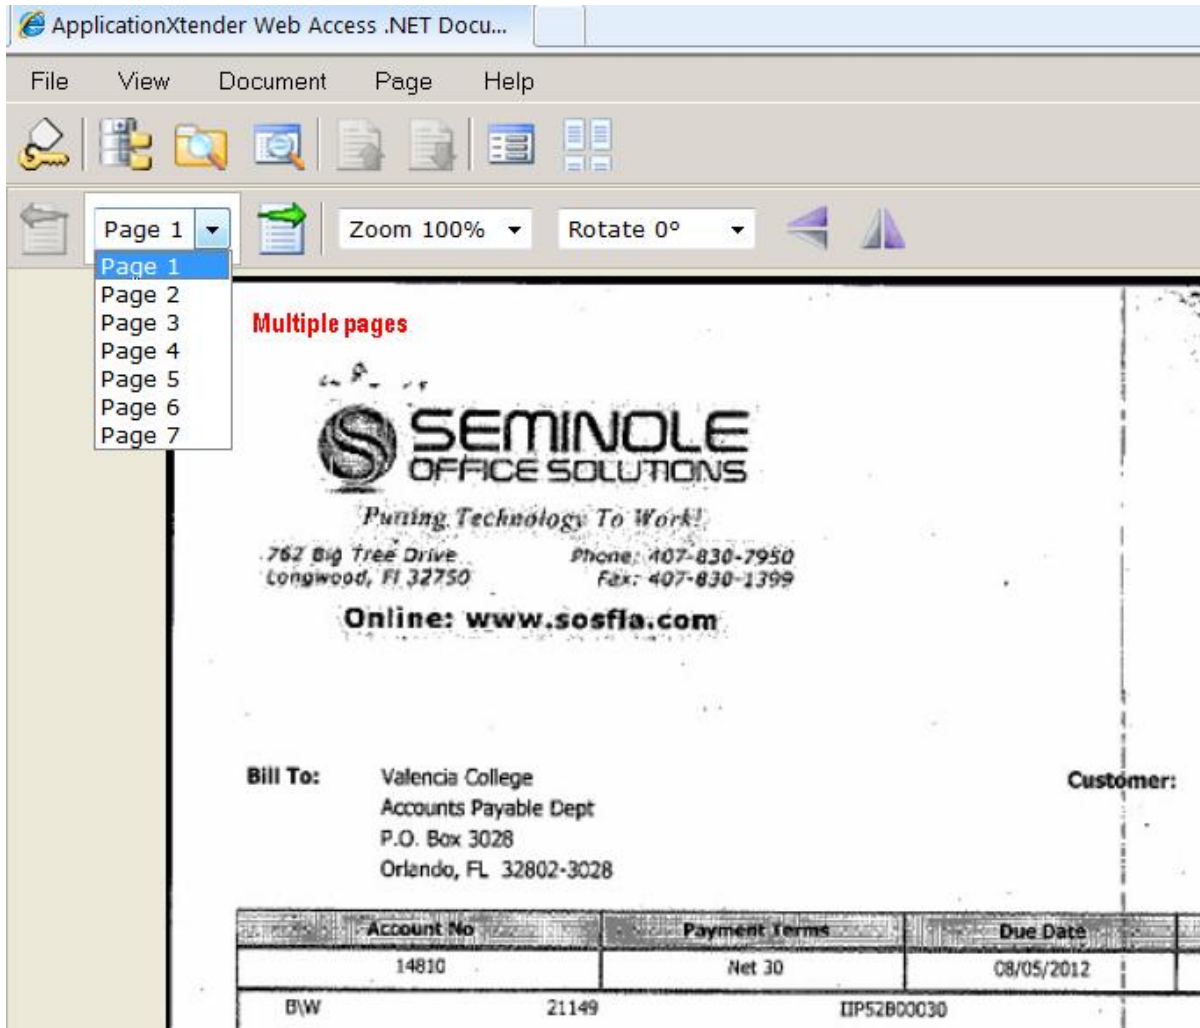 ApplicationXtender Web Access .NET Docu...
File View Document Page Help
Page 1 Zoom 100% Rotate 0°
Page 1
Page 2
Page 3
Page 4
Page 5
Page 6
Page 7
Multiple pages
SEMINOLE
OFFICE SOLUTIONS
Putting Technology To Work!
762 Big Tree Drive Phone: 407-830-7950
Longwood, Fl 32750 Fax: 407-830-1399
Online: www.sosfla.com
Bill To: Valencia College Customer:
Accounts Payable Dept
P.O. Box 3028
Orlando, FL 32802-3028
Account No Payment Terms Due Date
14810 Net 30 08/05/2012
B\W 21149